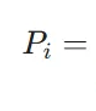 P_i =